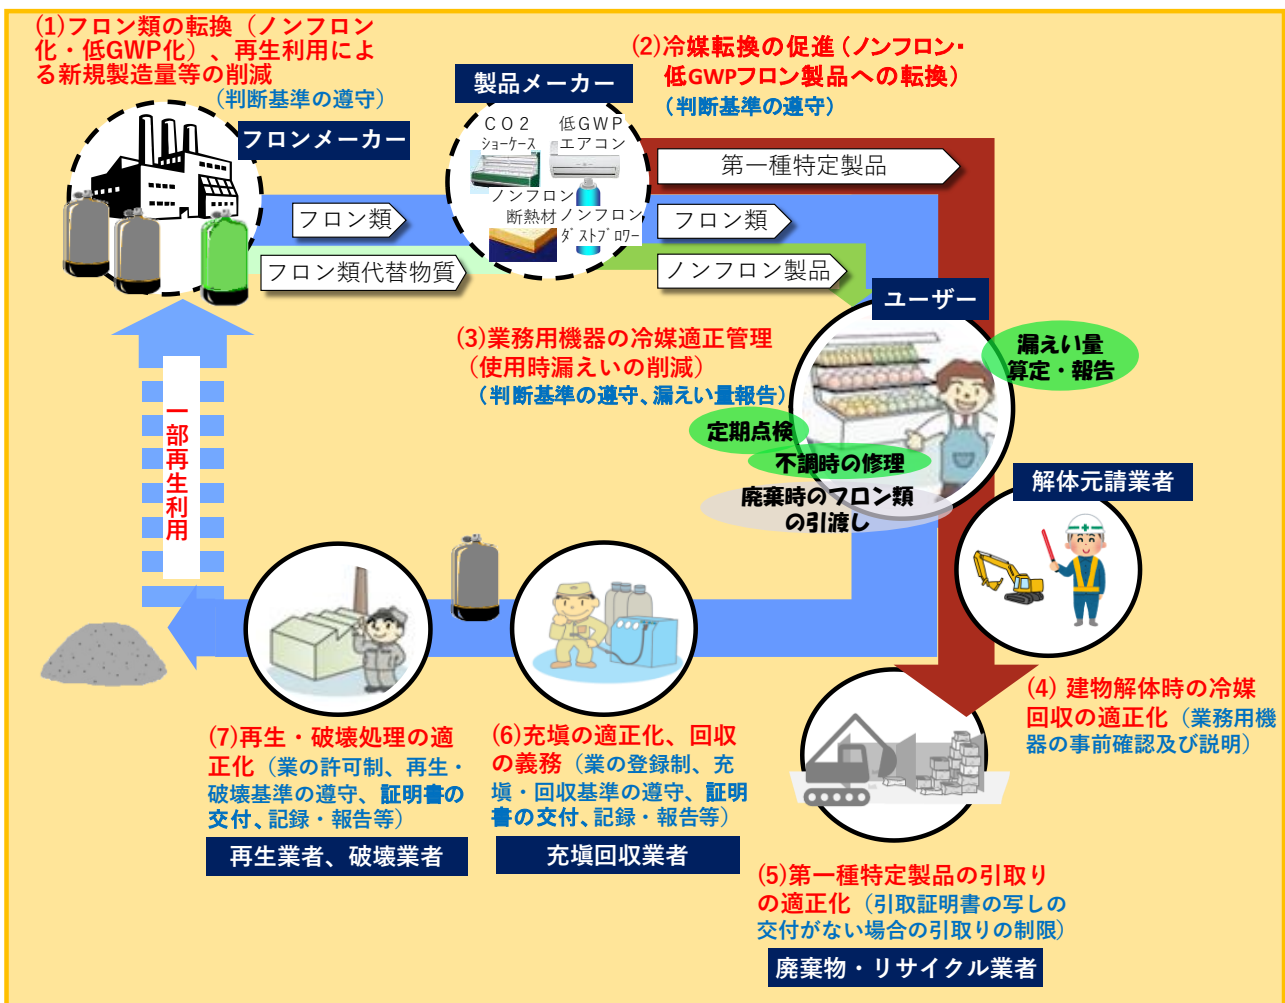 (1)フロン類の転換（ノンフロン
化・低GWP化）、再生利用によ
る新規製造量等の削減
（判断基準の遵守）
フロンメーカー
製品メーカー
ＣＯ２
ショーケース
低ＧＷＰ
エアコン
ノンフロン
断熱材
ノンフロン
ダストブロワー
(2)冷媒転換の促進（ノンフロン・
低GWPフロン製品への転換）
（判断基準の遵守）
第一種特定製品
フロン類
フロン類
フロン類代替物質
ノンフロン製品
ユーザー
(3)業務用機器の冷媒適正管理
（使用時漏えいの削減）
（判断基準の遵守、漏えい量報告）
漏えい量
算定・報告
定期点検
不調時の修理
廃棄時のフロン類
の引渡し
解体元請業者
一部再生利用
(4) 建物解体時の冷媒
回収の適正化（業務用機
器の事前確認及び説明）
(7)再生・破壊処理の適
正化（業の許可制、再生・
破壊基準の遵守、証明書の
交付、記録・報告等）
再生業者、破壊業者
(6)充塡の適正化、回収
の義務（業の登録制、充
塡・回収基準の遵守、証明
書の交付、記録・報告等）
充塡回収業者
(5)第一種特定製品の引取り
の適正化（引取証明書の写しの
交付がない場合の引取りの制限）
廃棄物・リサイクル業者